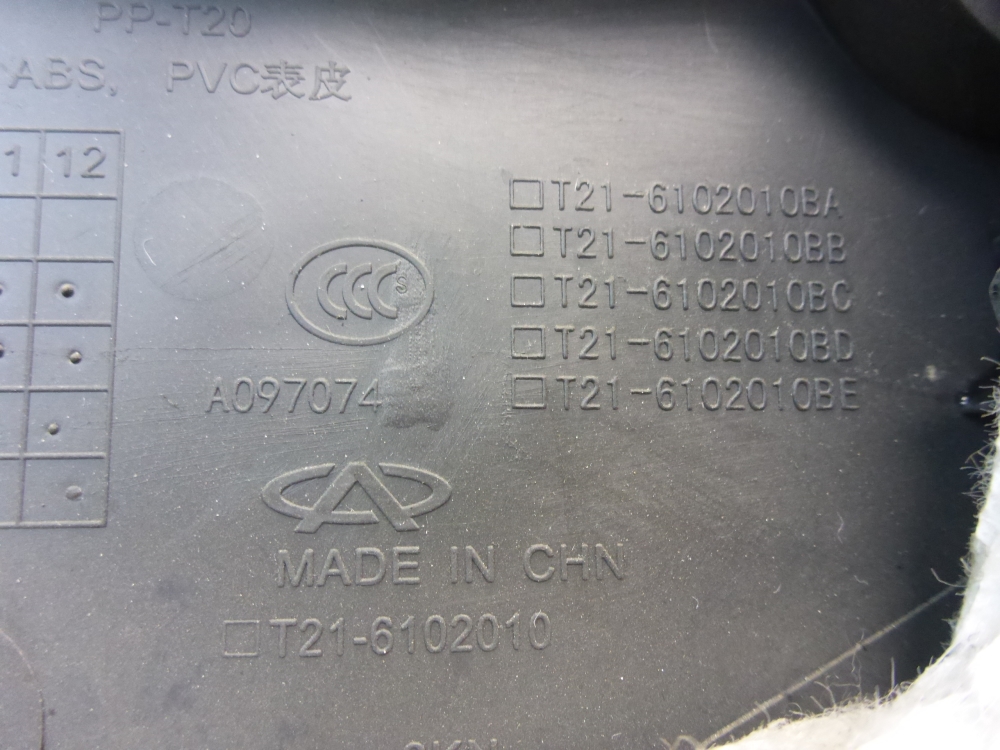 PP-T20
ABS, PVC表皮
1 12
T21-6102010BA
T21-6102010BB
T21-6102010BC
T21-6102010BD
T21-6102010BE
CCC S
A097074
MADE IN CHN
T21-6102010